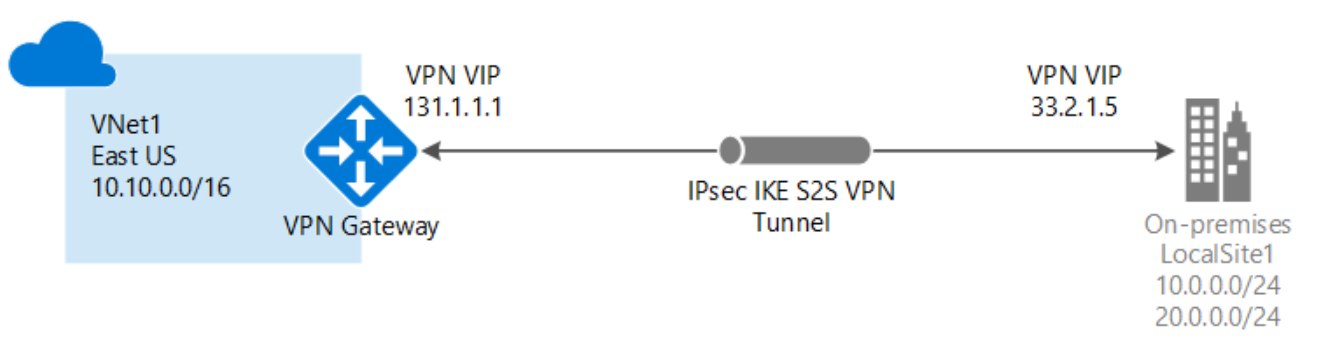 VNet1
East US
10.10.0.0/16
VPN Gateway
VPN VIP
131.1.1.1
IPsec IKE S2S VPN
Tunnel
VPN VIP
33.2.1.5
On-premises
LocalSite1
10.0.0.0/24
20.0.0.0/24